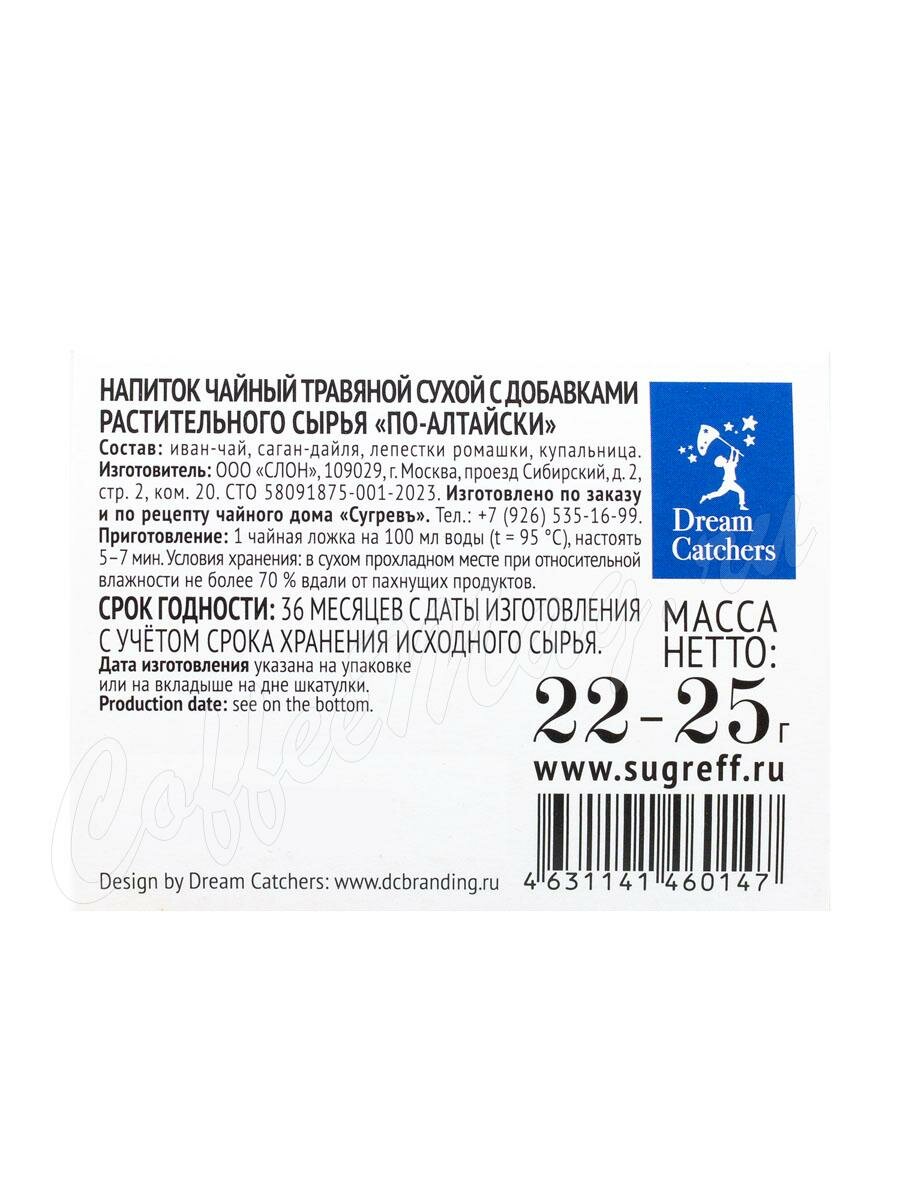 НАПИТОК ЧАЙНЫЙ ТРАВЯНОЙ СУХОЙ С ДОБАВКАМИ
РАСТИТЕЛЬНОГО СЫРЬЯ «ПО-АЛТАЙСКИ»
Состав: иван-чай, саган-дайля, лепестки ромашки, купальница.
Изготовитель: ООО «СЛОН», 109029, г. Москва, проезд Сибирский, д. 2,
стр. 2, ком. 20. СТО 58091875-001-2023. Изготовлено по заказу
и по рецепту чайного дома «Сугревъ». Тел.: +7 (926) 535-16-99.
Приготовление: 1 чайная ложка на 100 мл воды (t = 95 °C), настоять
5–7 мин. Условия хранения: в сухом прохладном месте при относительной
влажности не более 70 % вдали от пахнущих продуктов.
СРОК ГОДНОСТИ: 36 МЕСЯЦЕВ С ДАТЫ ИЗГОТОВЛЕНИЯ
С УЧЁТОМ СРОКА ХРАНЕНИЯ ИСХОДНОГО СЫРЬЯ.
Дата изготовления указана на упаковке
или на вкладыше на дне шкатулки.
Production date: see on the bottom.
Dream
Catchers
МАССА
НЕТТО:
22–25 г
www.sugreff.ru
4 631141 460147
Design by Dream Catchers: www.dcbranding.ru
CoffeeMag.ru